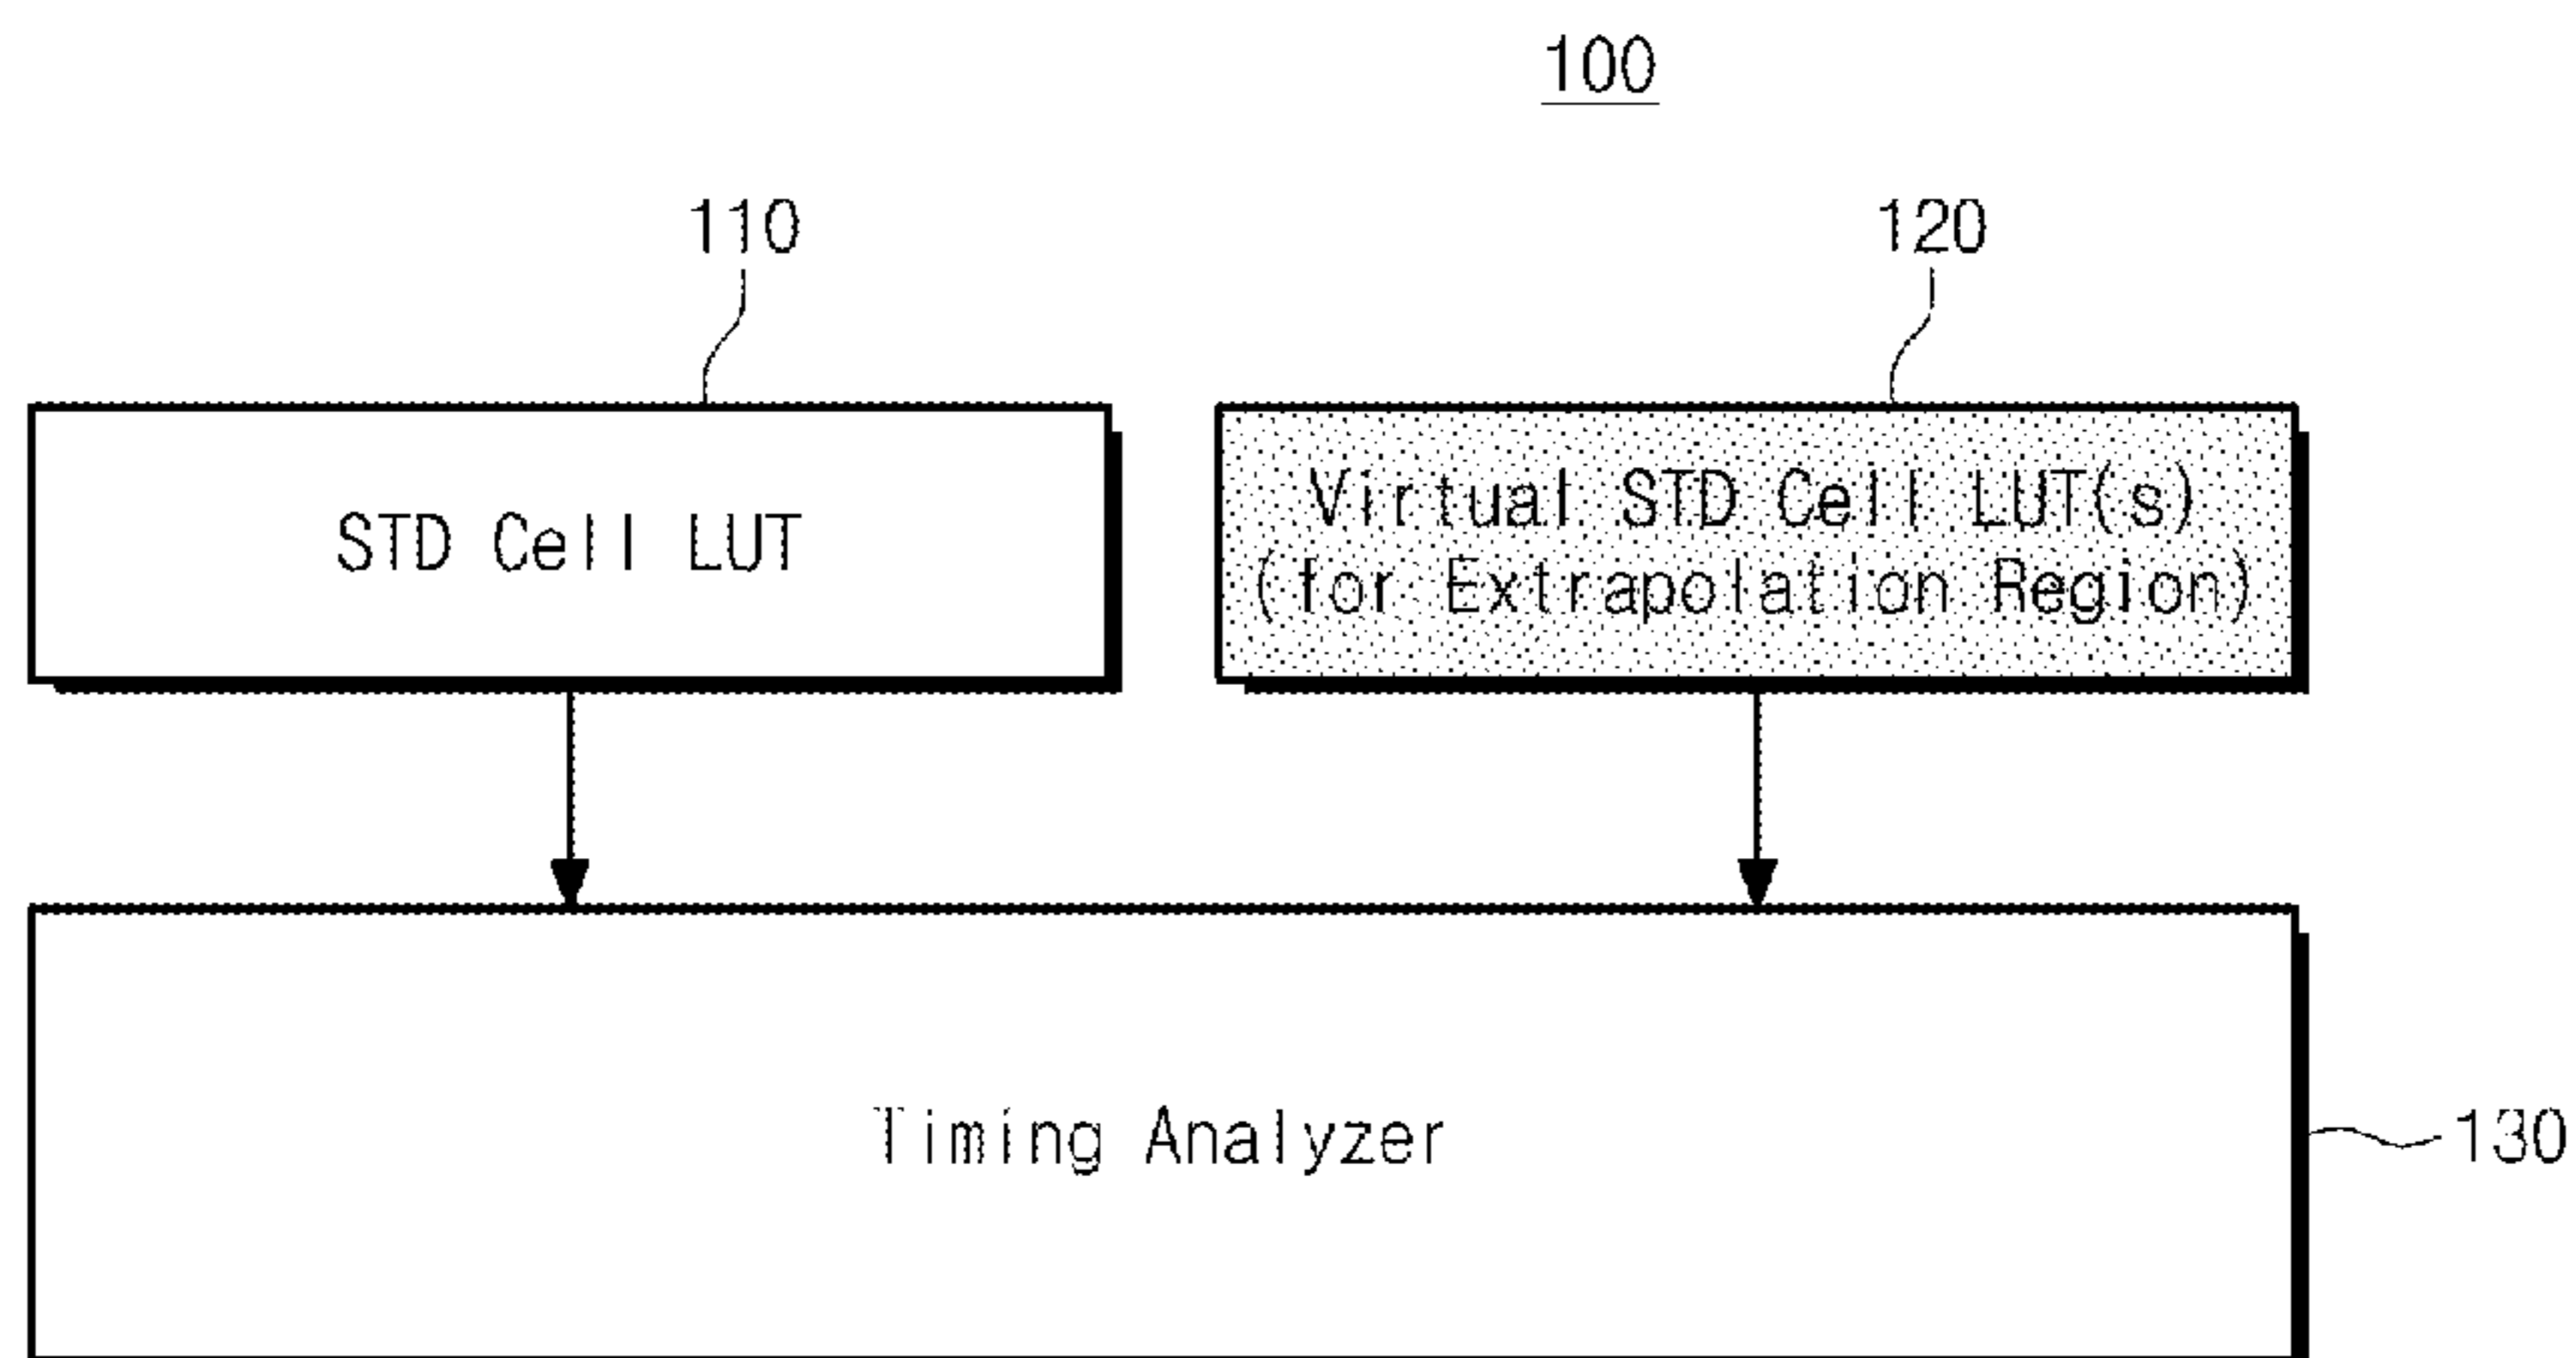 100
110
120
STD Cell LUT
Virtual STD Cell LUT(s)
(for Extrapolation Region)
Timing Analyzer
130